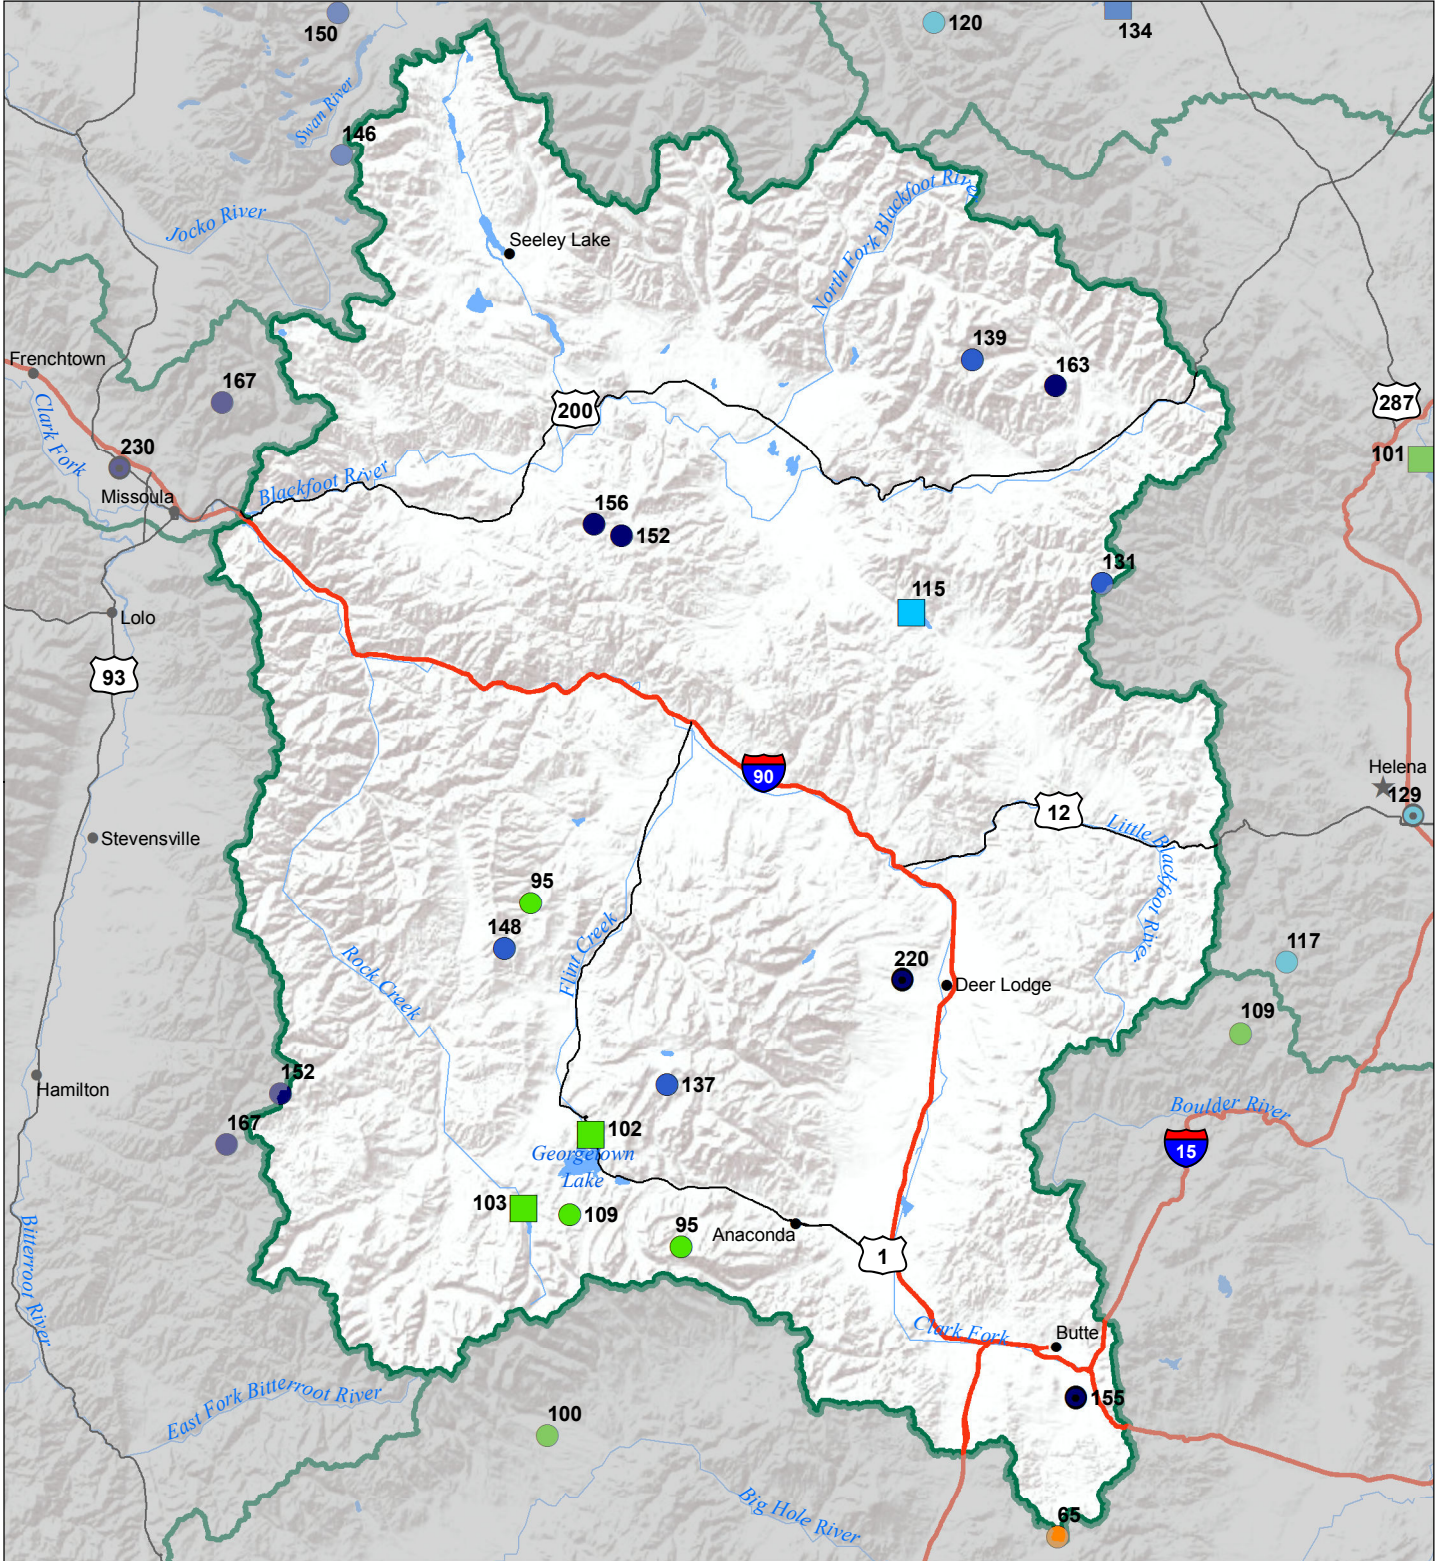 150
120
134
Swan River
146
Jocko River
North Fork Blackfoot River
Seeley Lake
139
163
Frenchtown
167
200
287
Clark Fork
230
101
Blackfoot River
Missoula
156
152
131
115
Lolo
93
90
Helena
129
12
Little Blackfoot River
Stevensville
95
148
Flint Creek
Rock Creek
220
Deer Lodge
117
109
152
Hamilton
137
Boulder River
167
102
15
Georgetown
Lake
103
109
95
Anaconda
1
Bitterroot River
Clark Fork
Butte
East Fork Bitterroot River
155
100
Big Hole River
65